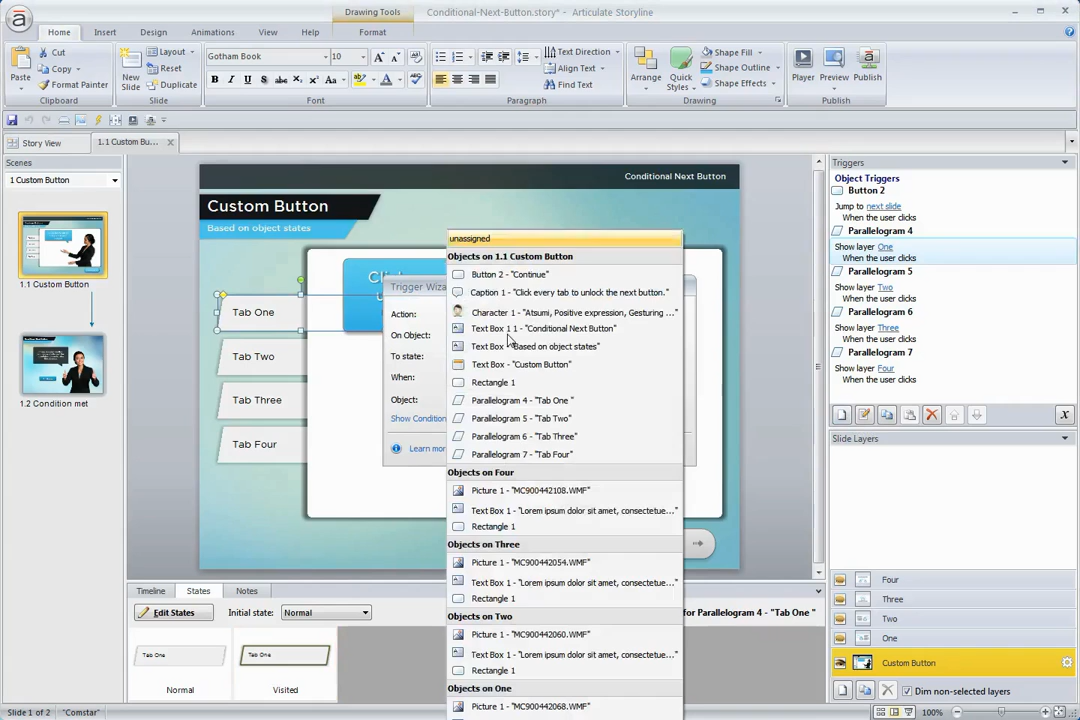 Drawing Tools
Conditional-Next-Button.story* - Articulate Storyline
Home
Insert
Design
Animations
View
Help
Format
Paste
Cut
Copy
Format Painter
Clipboard
New Slide
Layout
Reset
Duplicate
Slide
Gotham Book
10
Font
Text Direction
Align Text
Find Text
Paragraph
Arrange
Quick Styles
Shape Fill
Shape Outline
Shape Effects
Drawing
Player
Preview
Publish
Publish
Story View
1.1 Custom Bu...
Scenes
1 Custom Button
1.1 Custom Button
1.2 Condition met
Conditional Next Button
Custom Button
Based on object states
Tab One
Tab Two
Tab Three
Tab Four
Trigger Wiza
Action:
On Object:
To state:
When:
Object:
Show Condition
Learn mor
unassigned
Objects on 1.1 Custom Button
Button 2 - "Continue"
Caption 1 - "Click every tab to unlock the next button."
Character 1 - "Atsumi, Positive expression, Gesturing ..."
Text Box 1 1 - "Conditional Next Button"
Text Box - "Based on object states"
Text Box - "Custom Button"
Rectangle 1
Parallelogram 4 - "Tab One "
Parallelogram 5 - "Tab Two"
Parallelogram 6 - "Tab Three"
Parallelogram 7 - "Tab Four"
Objects on Four
Picture 1 - "MC900442108.WMF"
Text Box 1 - "Lorem ipsum dolor sit amet, consectetue..."
Rectangle 1
Objects on Three
Picture 1 - "MC900442054.WMF"
Text Box 1 - "Lorem ipsum dolor sit amet, consectetue..."
Rectangle 1
Objects on Two
Picture 1 - "MC900442060.WMF"
Text Box 1 - "Lorem ipsum dolor sit amet, consectetue..."
Rectangle 1
Objects on One
Picture 1 - "MC900442068.WMF"
Triggers
Object Triggers
Button 2
Jump to next slide
When the user clicks
Parallelogram 4
Show layer One
When the user clicks
Parallelogram 5
Show layer Two
When the user clicks
Parallelogram 6
Show layer Three
When the user clicks
Parallelogram 7
Show layer Four
When the user clicks
Slide Layers
Four
Three
Two
One
Custom Button
Dim non-selected layers
Timeline
States
Notes
Edit States
Initial state:
Normal
for Parallelogram 4 - "Tab One "
Tab One
Normal
Tab One
Visited
Slide 1 of 2
"Comstar"
100%